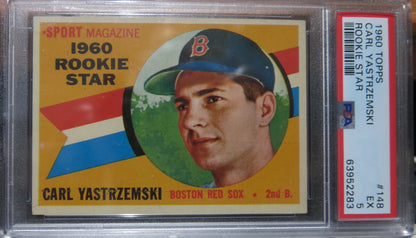 SPORT MAGAZINE
1960
ROOKIE
STAR
B
CARL YASTRZEMSKI
BOSTON RED SOX • 2nd B.
1960 TOPPS
CARL YASTRZEMSKI
ROOKIE STAR
#148
EX
5
PSA
63952283